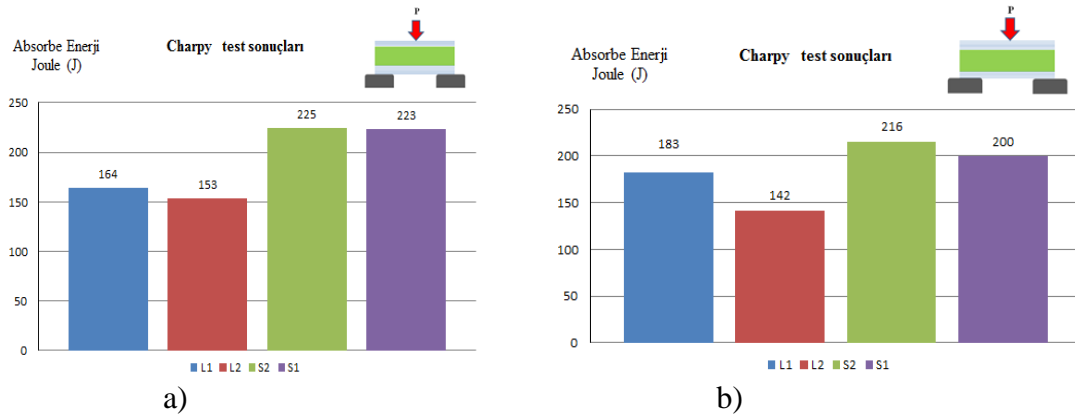 P
Absorbe Enerji
Joule (J)
Charpy test sonuçları
250
200
150
100
50
0
164
153
225
223
L1 L2 S2 S1
a)
P
Absorbe Enerji
Joule (J)
Charpy test sonuçları
250
200
150
100
50
0
183
142
216
200
L1 L2 S2 S1
b)